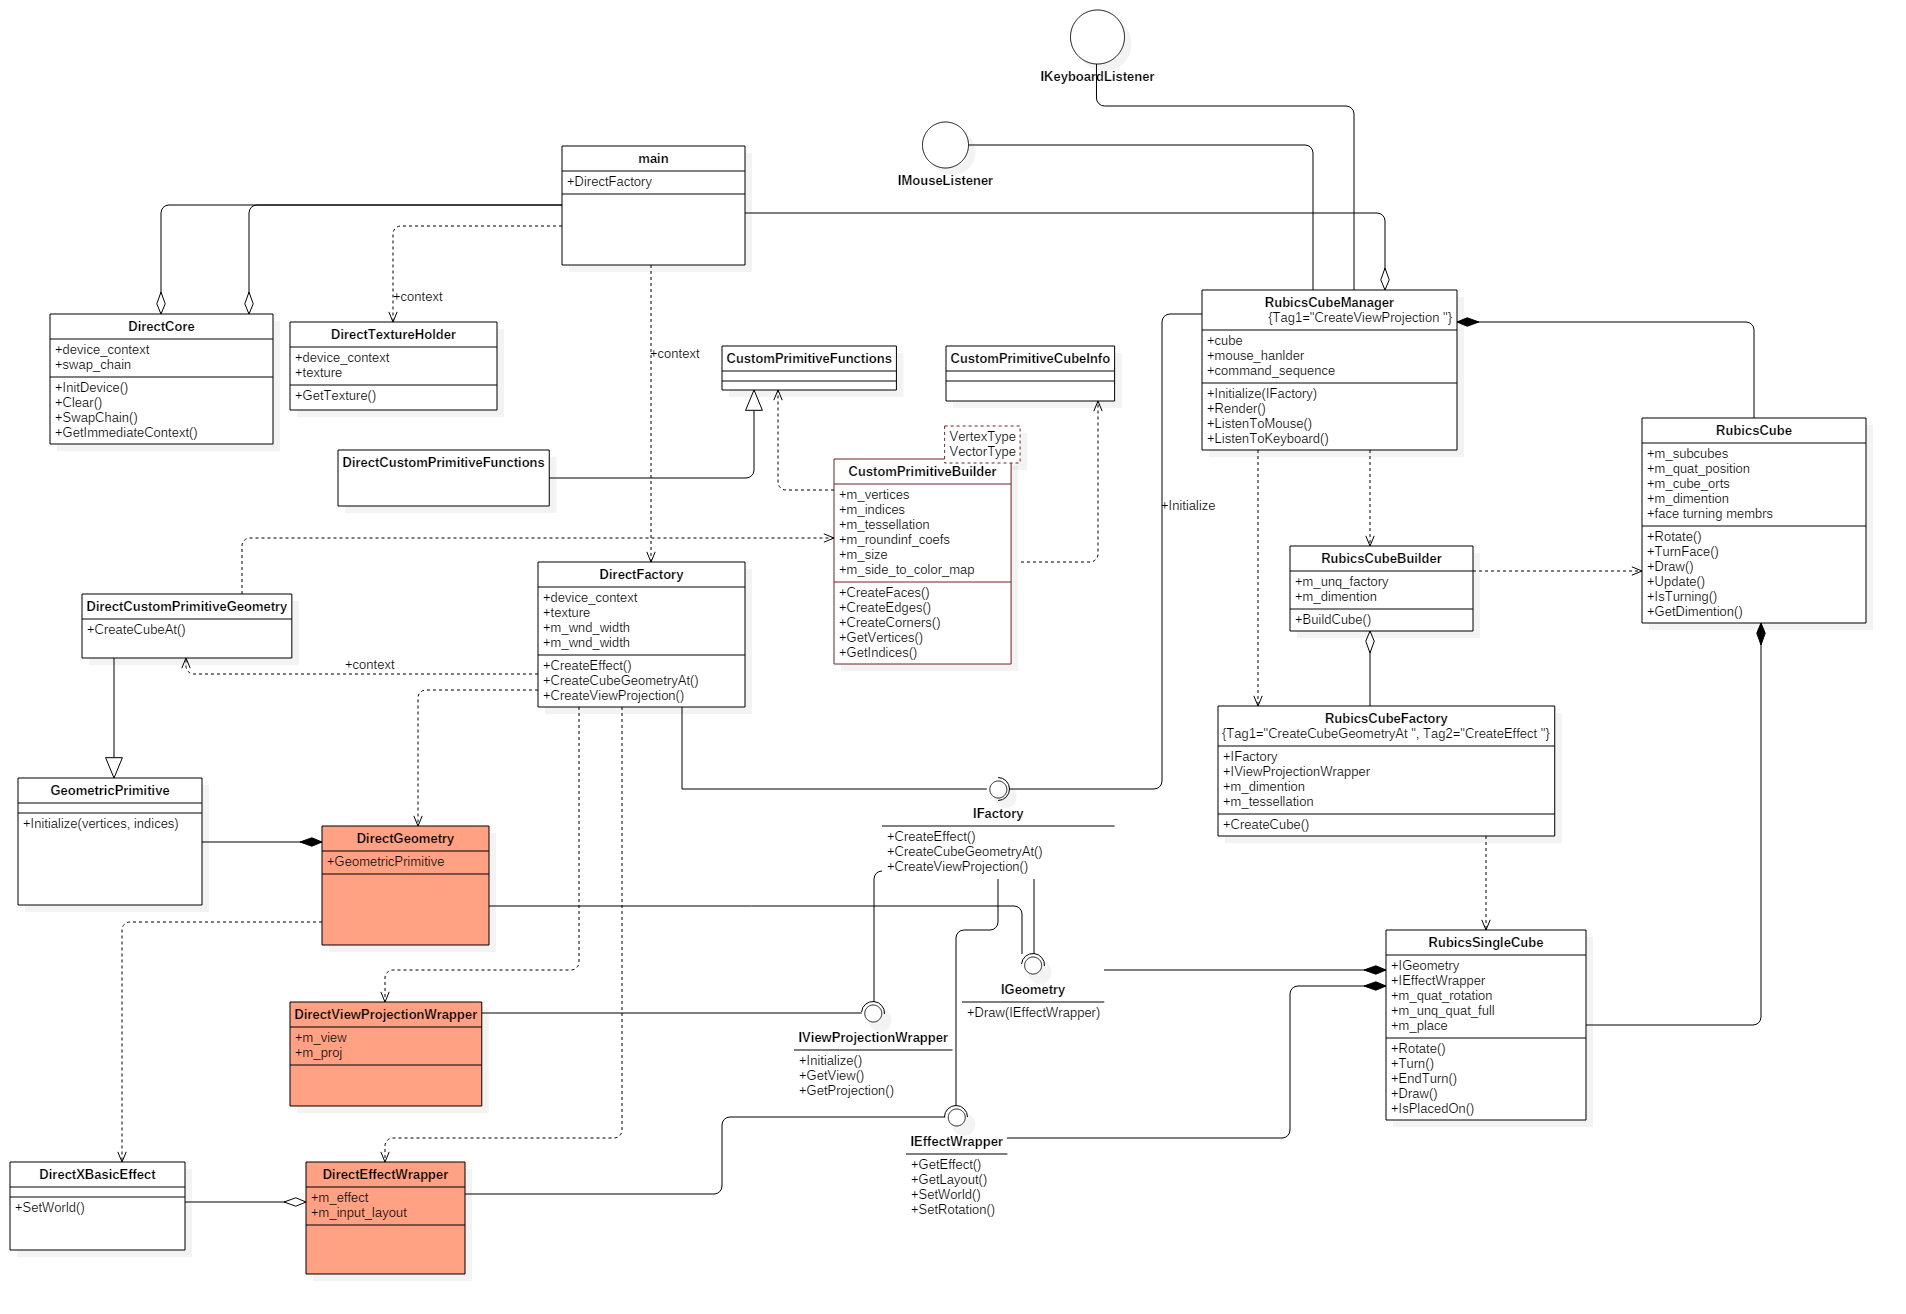 IKeyboardListener
IMouseListener
main
+DirectFactory
+context
+context
DirectCore
+device_context
+swap_chain
+InitDevice()
+Clear()
+SwapChain()
+GetImmediateContext()
DirectTextureHolder
+device_context
+texture
+GetTexture()
CustomPrimitiveFunctions
CustomPrimitiveCubeInfo
RubicsCubeManager
{Tag1="CreateViewProjection "}
+cube
+mouse_hanlder
+command_sequence
+Initialize(IFactory)
+Render()
+ListenToMouse()
+ListenToKeyboard()
DirectCustomPrimitiveFunctions
VertexType
VectorType
CustomPrimitiveBuilder
+m_vertices
+m_indices
+m_tessellation
+m_roundinf_coefs
+m_size
+m_side_to_color_map
+CreateFaces()
+CreateEdges()
+CreateCorners()
+GetVertices()
+GetIndices()
+Initialize
RubicsCube
+m_subcubes
+m_quat_position
+m_cube_orts
+m_dimention
+face turning membrs
+Rotate()
+TurnFace()
+Draw()
+Update()
+IsTurning()
+GetDimention()
RubicsCubeBuilder
+m_unq_factory
+m_dimention
+BuildCube()
DirectFactory
+device_context
+texture
+m_wnd_width
+m_wnd_width
+CreateEffect()
+CreateCubeGeometryAt()
+CreateViewProjection()
DirectCustomPrimitiveGeometry
+CreateCubeAt()
+context
RubicsCubeFactory
{Tag1="CreateCubeGeometryAt ", Tag2="CreateEffect "}
+IFactory
+IViewProjectionWrapper
+m_dimention
+m_tessellation
+CreateCube()
GeometricPrimitive
+Initialize(vertices, indices)
DirectGeometry
+GeometricPrimitive
IFactory
+CreateEffect()
+CreateCubeGeometryAt()
+CreateViewProjection()
IGeometry
+Draw(IEffectWrapper)
RubicsSingleCube
+IGeometry
+IEffectWrapper
+m_quat_rotation
+m_unq_quat_full
+m_place
+Rotate()
+Turn()
+EndTurn()
+Draw()
+IsPlacedOn()
DirectViewProjectionWrapper
+m_view
+m_proj
IViewProjectionWrapper
+Initialize()
+GetView()
+GetProjection()
IEffectWrapper
+GetEffect()
+GetLayout()
+SetWorld()
+SetRotation()
DirectXBasicEffect
+SetWorld()
DirectEffectWrapper
+m_effect
+m_input_layout